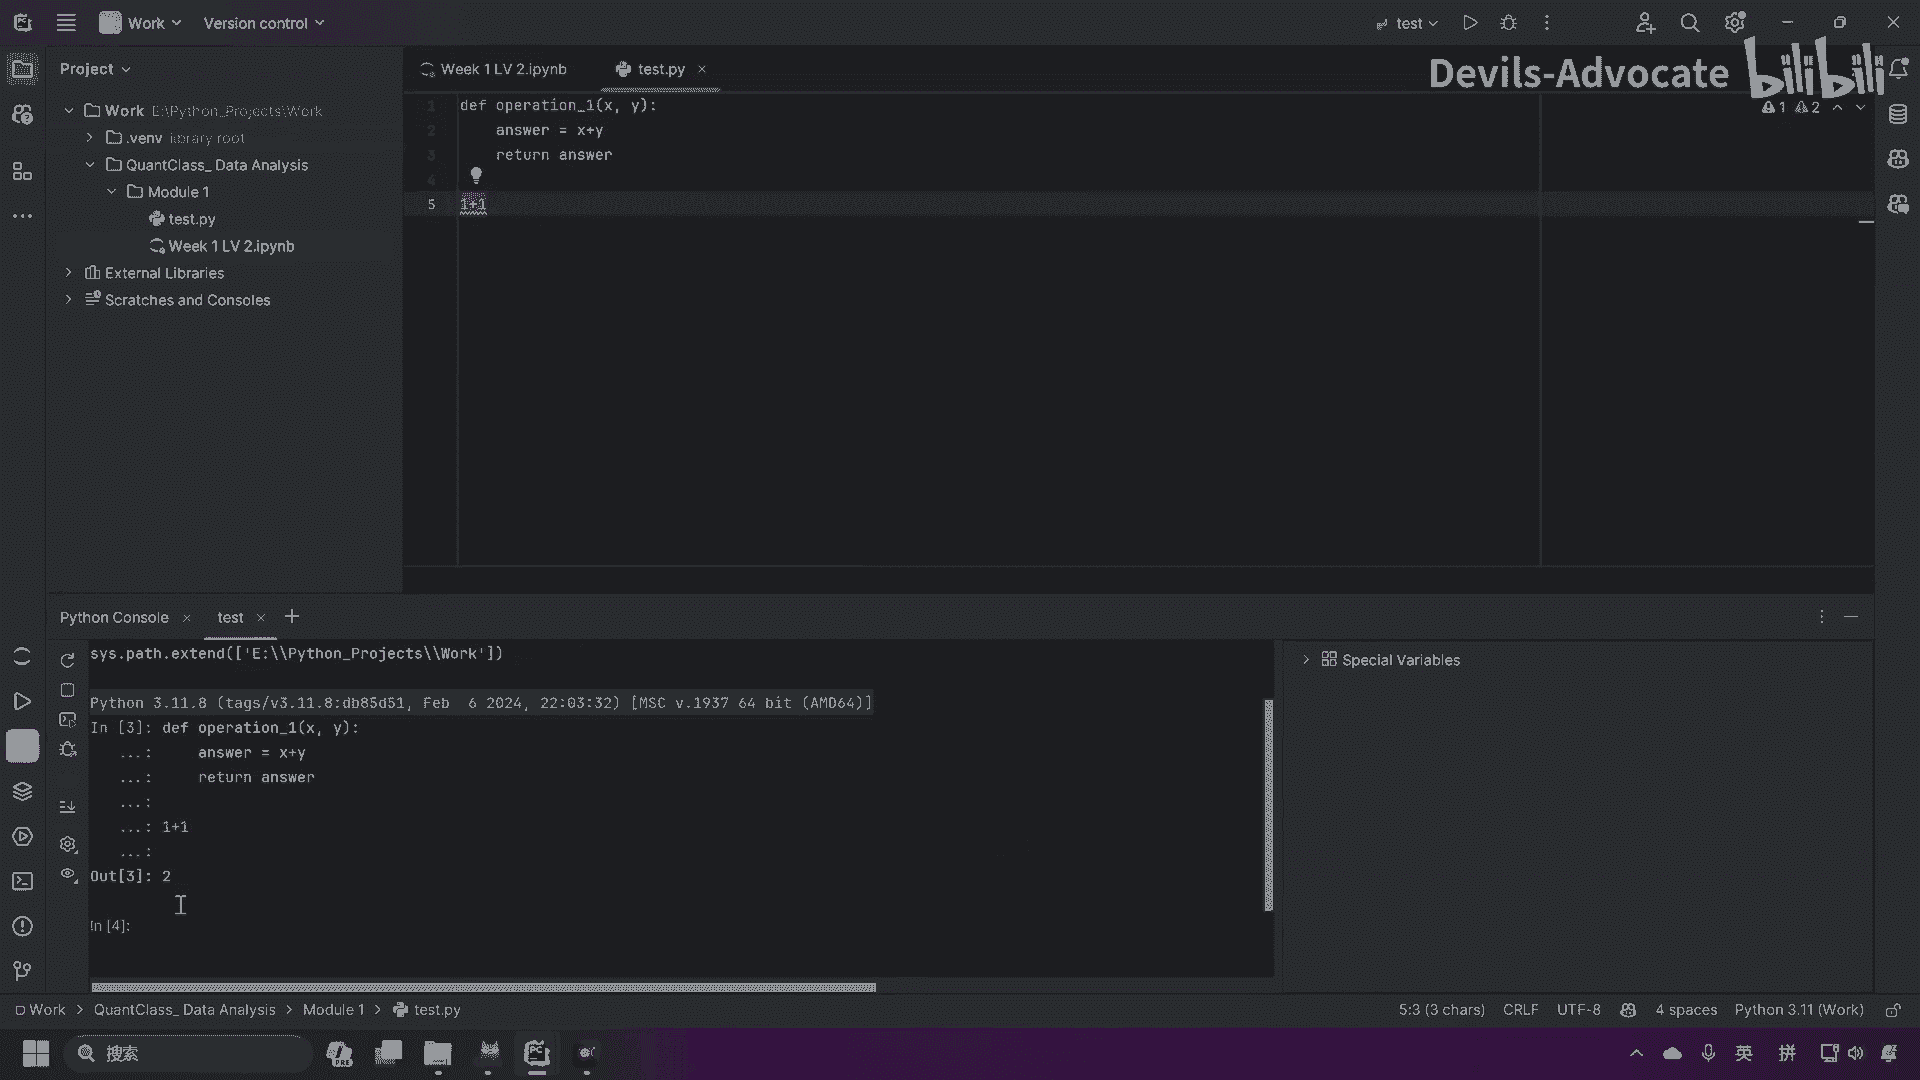 Work
Version control
test
Project
Week 1 LV 2.ipynb
test.py
Devils-Advocate bilibili
Work E:\Python_Projects\Work
.venv library root
QuantClass_ Data Analysis
Module 1
test.py
Week 1 LV 2.ipynb
External Libraries
Scratches and Consoles
1 def operation_1(x, y):
2     answer = x+y
3     return answer
4
5 1+1
1 2
Python Console
test
sys.path.extend(['E:\\Python_Projects\\Work'])
Python 3.11.8 (tags/v3.11.8:db85d51, Feb  6 2024, 22:03:32) [MSC v.1937 64 bit (AMD64)]
In [3]: def operation_1(x, y):
   ...:     answer = x+y
   ...:     return answer
   ...:
   ...: 1+1
   ...:
Out[3]: 2
In [4]:
Special Variables
Work > QuantClass_ Data Analysis > Module 1 > test.py
5:3 (3 chars) CRLF UTF-8 4 spaces Python 3.11 (Work)
搜索
PRE
PC
英
拼